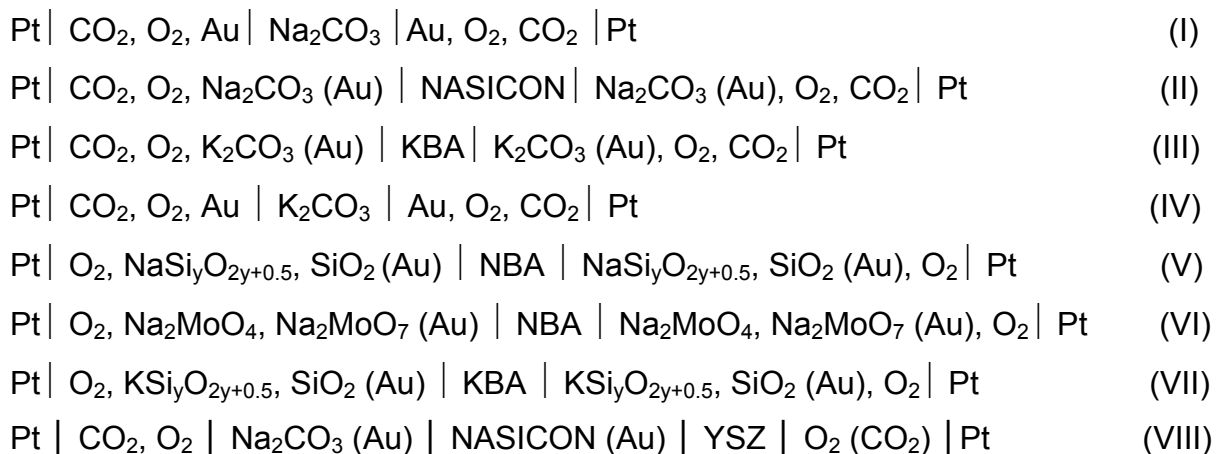 Pt| CO₂, O₂, Au| Na₂CO₃ |Au, O₂, CO₂ |Pt (I)
Pt| CO₂, O₂, Na₂CO₃ (Au) | NASICON| Na₂CO₃ (Au), O₂, CO₂| Pt (II)
Pt| CO₂, O₂, K₂CO₃ (Au) | KBA| K₂CO₃ (Au), O₂, CO₂| Pt (III)
Pt| CO₂, O₂, Au | K₂CO₃ | Au, O₂, CO₂| Pt (IV)
Pt| O₂, NaSiyO2y+0.5, SiO₂ (Au) | NBA | NaSiyO2y+0.5, SiO₂ (Au), O₂| Pt (V)
Pt| O₂, Na₂MoO₄, Na₂MoO₇ (Au) | NBA | Na₂MoO₄, Na₂MoO₇ (Au), O₂| Pt (VI)
Pt| O₂, KSiyO2y+0.5, SiO₂ (Au) | KBA | KSiyO2y+0.5, SiO₂ (Au), O₂| Pt (VII)
Pt | CO₂, O₂ | Na₂CO₃ (Au) | NASICON (Au) | YSZ | O₂ (CO₂) |Pt (VIII)